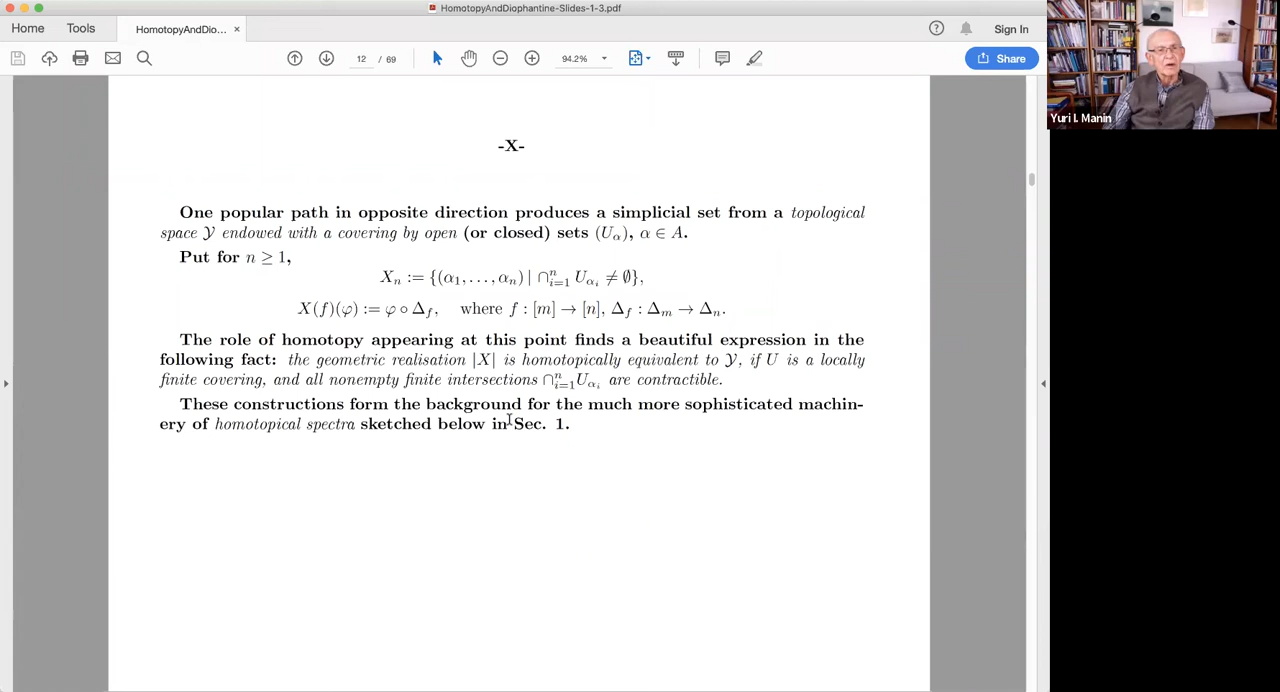 HomotopyAndDiophantine-Slides-1-3.pdf
Home
Tools
HomotopyAndDio...
×
Sign In
12 / 69
94.2%
Share
Yuri I. Manin
-X-
One popular path in opposite direction produces a simplicial set from a topological
space 𝒴 endowed with a covering by open (or closed) sets (U_α), α ∈ A.
Put for n ≥ 1,
X_n := {(α_1, . . . , α_n) | ∩_{i=1}^n U_{α_i} ≠ ∅},
X(f)(φ) := φ ∘ Δ_f, where f : [m] → [n], Δ_f : Δ_m → Δ_n.
The role of homotopy appearing at this point finds a beautiful expression in the
following fact: the geometric realisation |X| is homotopically equivalent to 𝒴, if U is a locally
finite covering, and all nonempty finite intersections ∩_{i=1}^n U_{α_i} are contractible.
These constructions form the background for the much more sophisticated machin-
ery of homotopical spectra sketched below in Sec. 1.